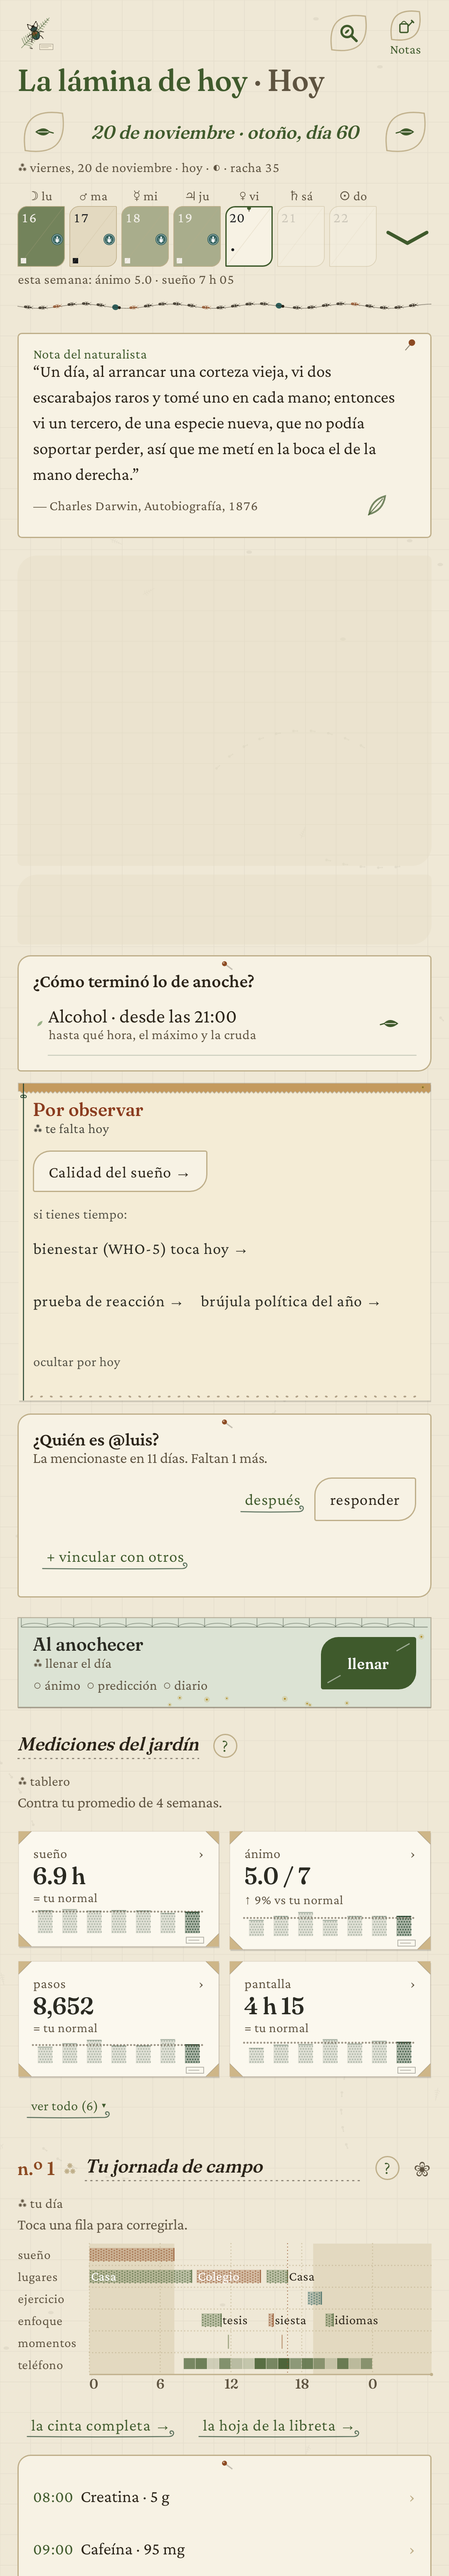 Notas
La lámina de hoy · Hoy
20 de noviembre · otoño, día 60
viernes, 20 de noviembre · hoy · ◐ · racha 35
☽ lu ♂ ma ☿ mi ♃ ju ♀ vi ♄ sá ☉ do
16 17 18 19 20 21 22
esta semana: ánimo 5.0 · sueño 7 h 05
Nota del naturalista
“Un día, al arrancar una corteza vieja, vi dos
escarabajos raros y tomé uno en cada mano; entonces
vi un tercero, de una especie nueva, que no podía
soportar perder, así que me metí en la boca el de la
mano derecha.”
— Charles Darwin, Autobiografía, 1876
¿Cómo terminó lo de anoche?
Alcohol · desde las 21:00
hasta qué hora, el máximo y la cruda
Por observar
te falta hoy
Calidad del sueño →
si tienes tiempo:
bienestar (WHO-5) toca hoy →
prueba de reacción → brújula política del año →
ocultar por hoy
¿Quién es @luis?
La mencionaste en 11 días. Faltan 1 más.
después responder
+ vincular con otros
Al anochecer
llenar el día
○ ánimo ○ predicción ○ diario
llenar
Mediciones del jardín ?
tablero
Contra tu promedio de 4 semanas.
sueño ›
6.9 h
= tu normal
ánimo ›
5.0 / 7
↑ 9% vs tu normal
pasos ›
8,652
= tu normal
pantalla ›
4 h 15
= tu normal
ver todo (6) ▾
n.º 1 Tu jornada de campo ?
tu día
Toca una fila para corregirla.
sueño
lugares Casa Colegio Casa
ejercicio
enfoque tesis siesta idiomas
momentos
teléfono
0 6 12 18 0
la cinta completa → la hoja de la libreta →
08:00 Creatina · 5 g ›
09:00 Cafeína · 95 mg ›